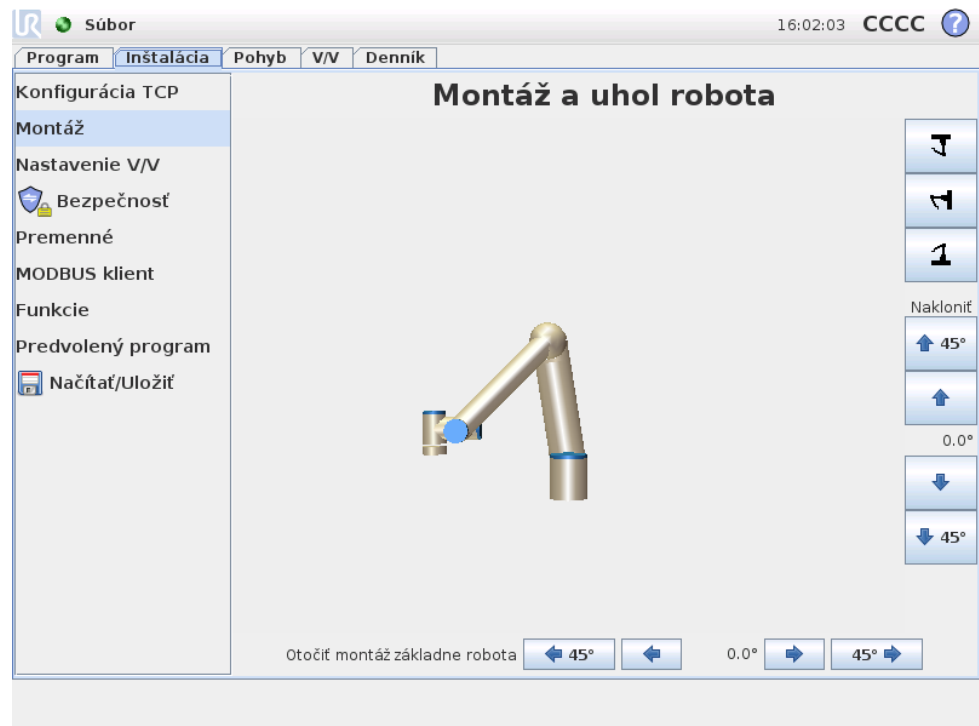 UR Súbor 16:02:03 CCCC ?
Program Inštalácia Pohyb V/V Denník
Konfigurácia TCP
Montáž
Nastavenie V/V
Bezpečnosť
Premenné
MODBUS klient
Funkcie
Predvolený program
Načítať/Uložiť
Montáž a uhol robota
Nakloniť
45°
0.0°
45°
Otočiť montáž základne robota 45° 0.0° 45°